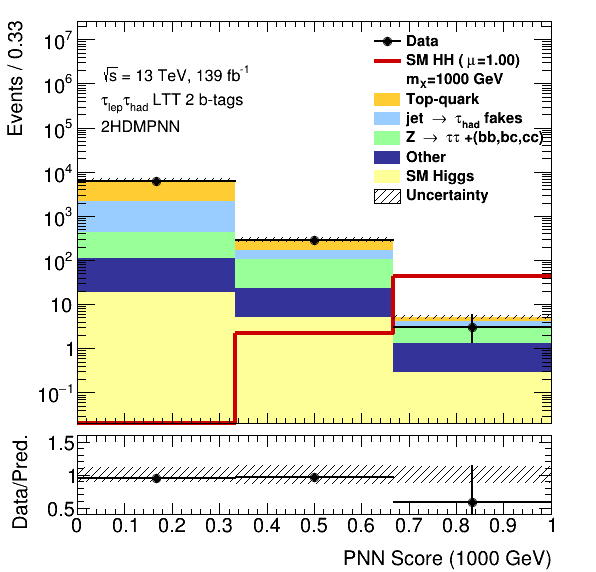 Events / 0.33
10⁷
10⁶
10⁵
10⁴
10³
10²
10
1
10⁻¹
√s = 13 TeV, 139 fb⁻¹
τlepτhad LTT 2 b-tags
2HDMPNN
Data
SM HH ( μ=1.00)
mX=1000 GeV
Top-quark
jet → τhad fakes
Z → ττ +(bb,bc,cc)
Other
SM Higgs
Uncertainty
Data/Pred.
1.5
1
0.5
0 0.1 0.2 0.3 0.4 0.5 0.6 0.7 0.8 0.9 1
PNN Score (1000 GeV)